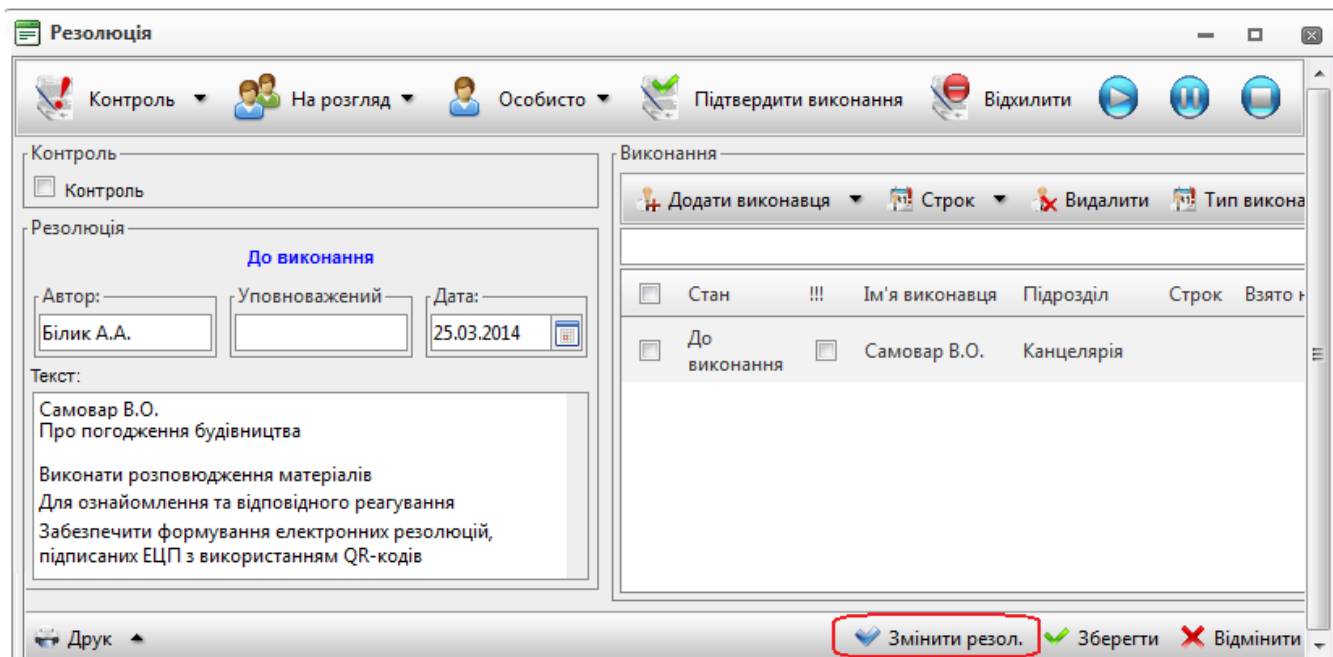 Резолюція
Контроль На розгляд Особисто Підтвердити виконання Відхилити
Контроль
Контроль
Резолюція
До виконання
Автор: Уповноважений Дата:
Білик А.А. 25.03.2014
Текст:
Самовар В.О.
Про погодження будівництва
Виконати розповюдження матеріалів
Для ознайомлення та відповідного реагування
Забезпечити формування електронних резолюцій,
підписаних ЕЦП з використанням QR-кодів
Виконання
Додати виконавця Строк Видалити Тип викона
Стан !!! Ім'я виконавця Підрозділ Строк Взято н
До виконання Самовар В.О. Канцелярія
Друк Змінити резол. Зберегти Відмінити